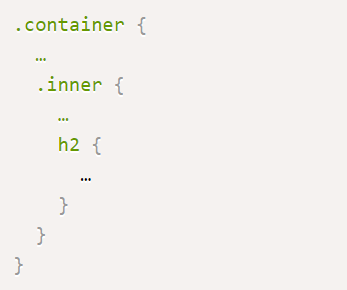 .container {
  …
  .inner {
    …
    h2 {
      …
    }
  }
}